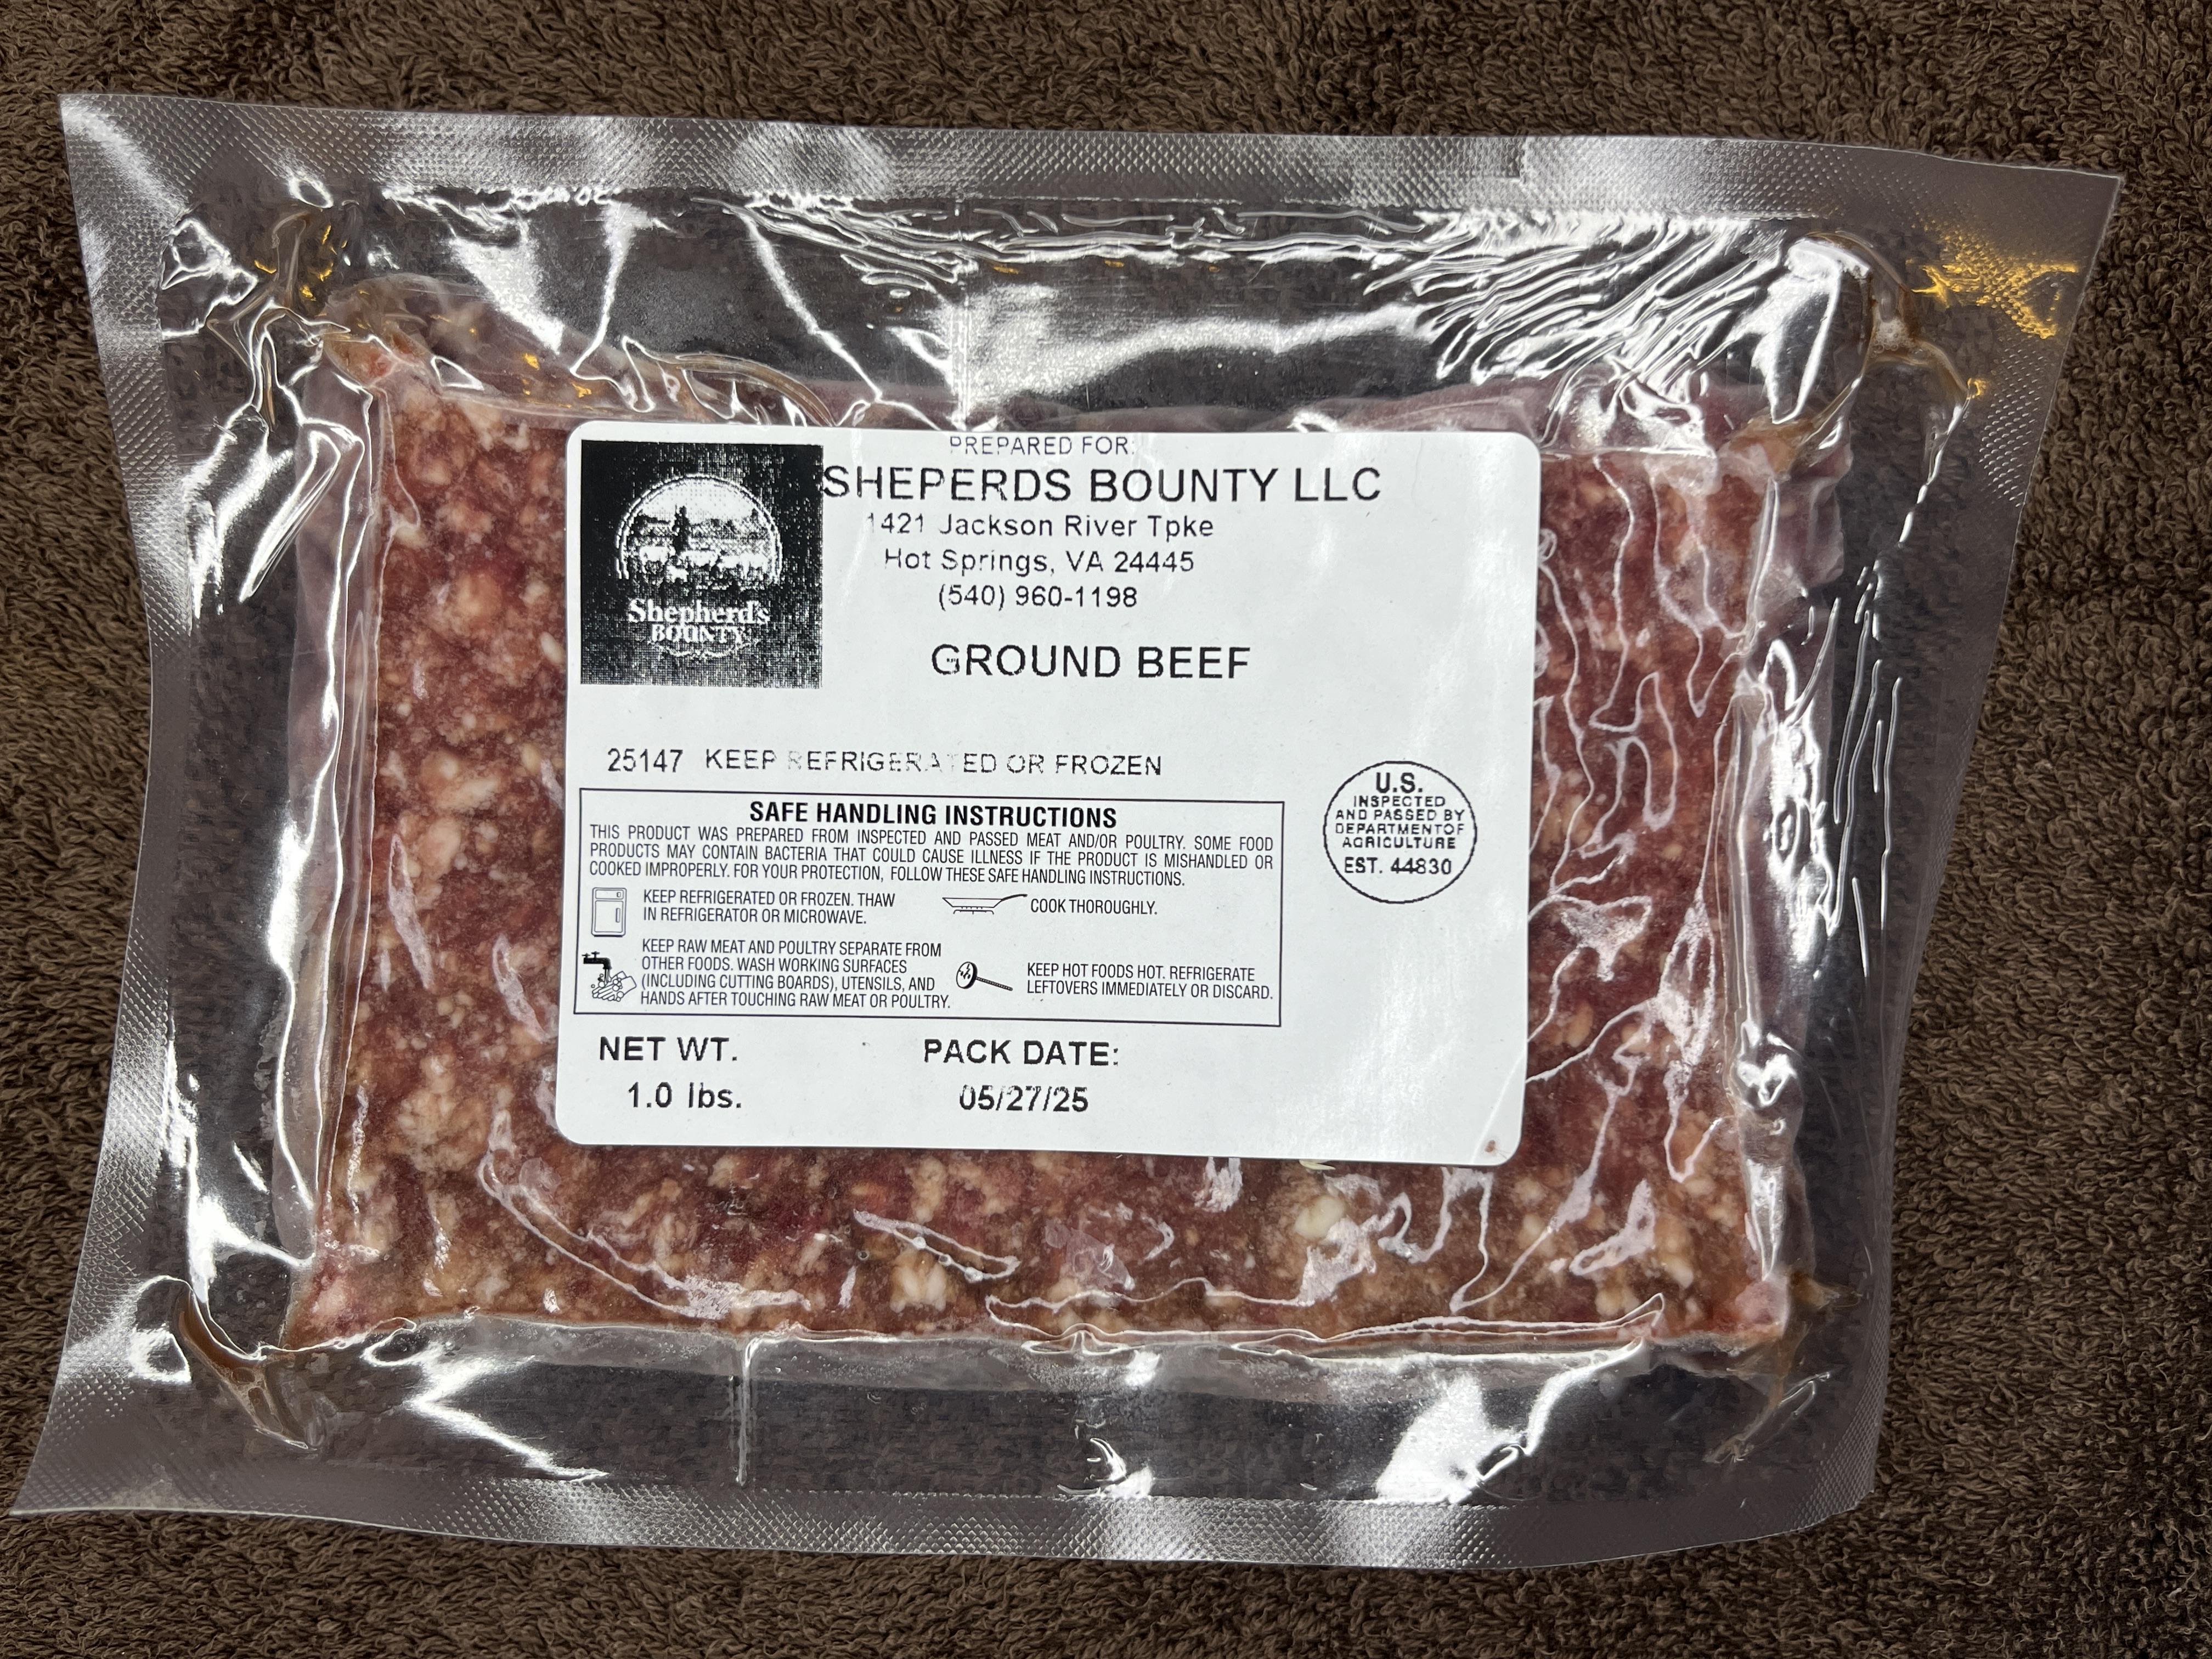 PREPARED FOR:
SHEPERDS BOUNTY LLC
1421 Jackson River Tpke
Hot Springs, VA 24445
(540) 960-1198
Shepherd's
BOUNTY
GROUND BEEF
25147 KEEP REFRIGERATED OR FROZEN
U.S.
INSPECTED
AND PASSED BY
DEPARTMENTOF
AGRICULTURE
EST. 44830
SAFE HANDLING INSTRUCTIONS
THIS PRODUCT WAS PREPARED FROM INSPECTED AND PASSED MEAT AND/OR POULTRY. SOME FOOD
PRODUCTS MAY CONTAIN BACTERIA THAT COULD CAUSE ILLNESS IF THE PRODUCT IS MISHANDLED OR
COOKED IMPROPERLY. FOR YOUR PROTECTION, FOLLOW THESE SAFE HANDLING INSTRUCTIONS.
KEEP REFRIGERATED OR FROZEN. THAW
IN REFRIGERATOR OR MICROWAVE.
COOK THOROUGHLY.
KEEP RAW MEAT AND POULTRY SEPARATE FROM
OTHER FOODS. WASH WORKING SURFACES
(INCLUDING CUTTING BOARDS), UTENSILS, AND
HANDS AFTER TOUCHING RAW MEAT OR POULTRY.
KEEP HOT FOODS HOT. REFRIGERATE
LEFTOVERS IMMEDIATELY OR DISCARD.
NET WT.
1.0 lbs.
PACK DATE:
05/27/25